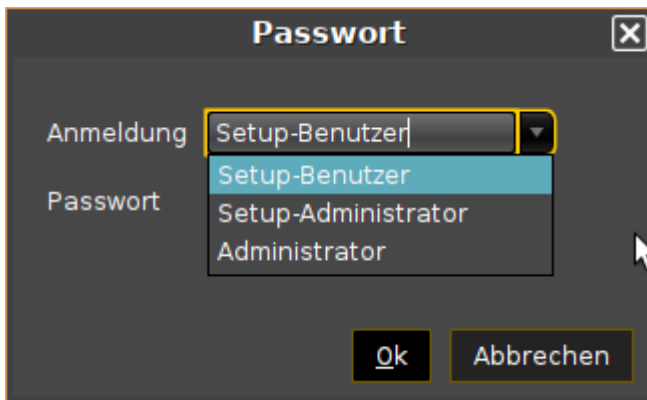 Passwort
Anmeldung Setup-Benutzer
Setup-Benutzer
Passwort
Setup-Administrator
Administrator
Ok Abbrechen